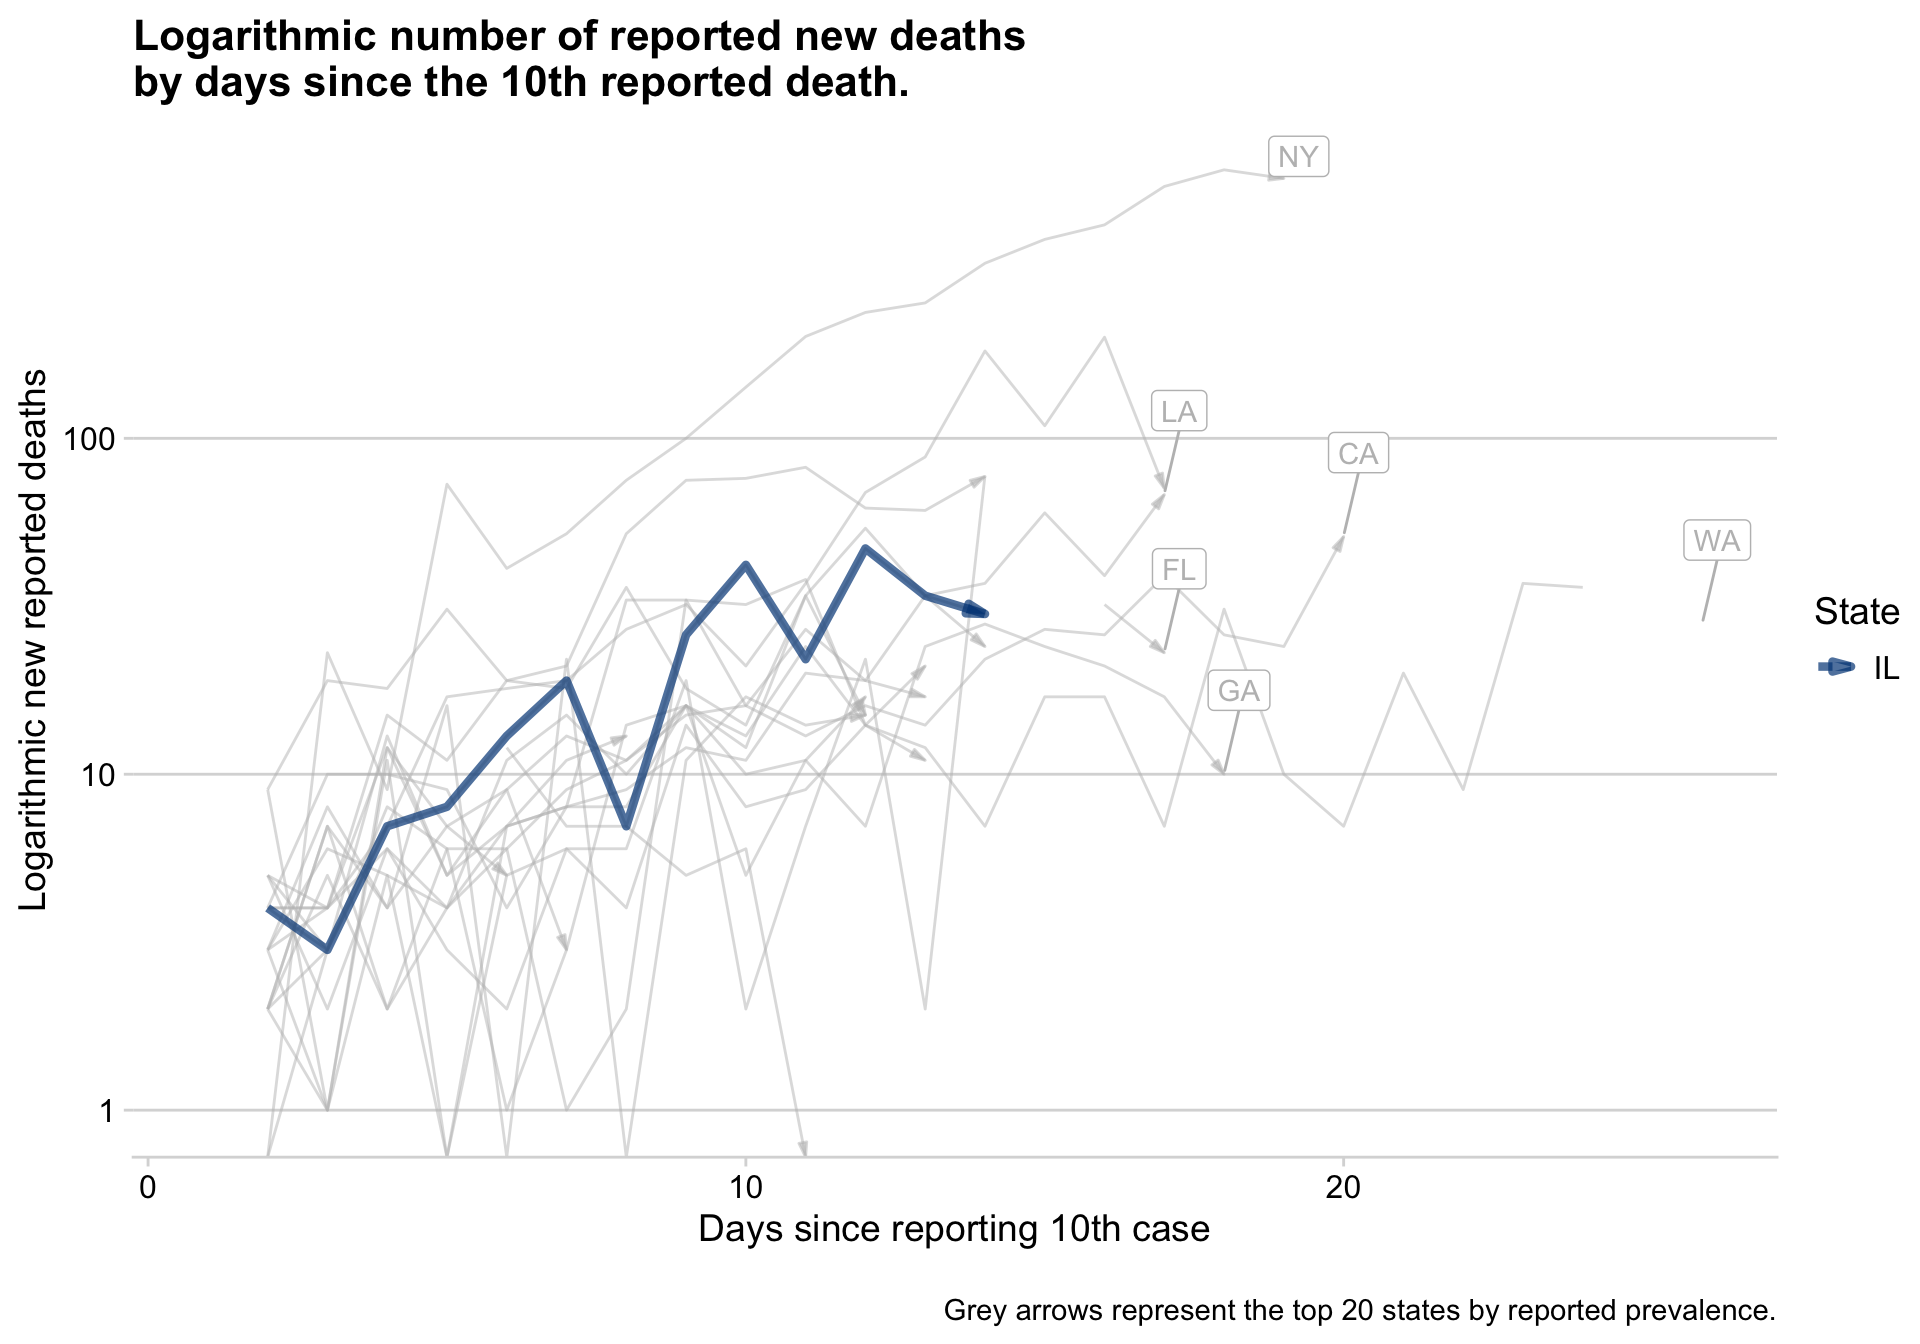 Logarithmic number of reported new deaths
by days since the 10th reported death.
NY
LA
CA
WA
FL
GA
Logarithmic new reported deaths
100
10
1
0
10
20
Days since reporting 10th case
State
IL
Grey arrows represent the top 20 states by reported prevalence.